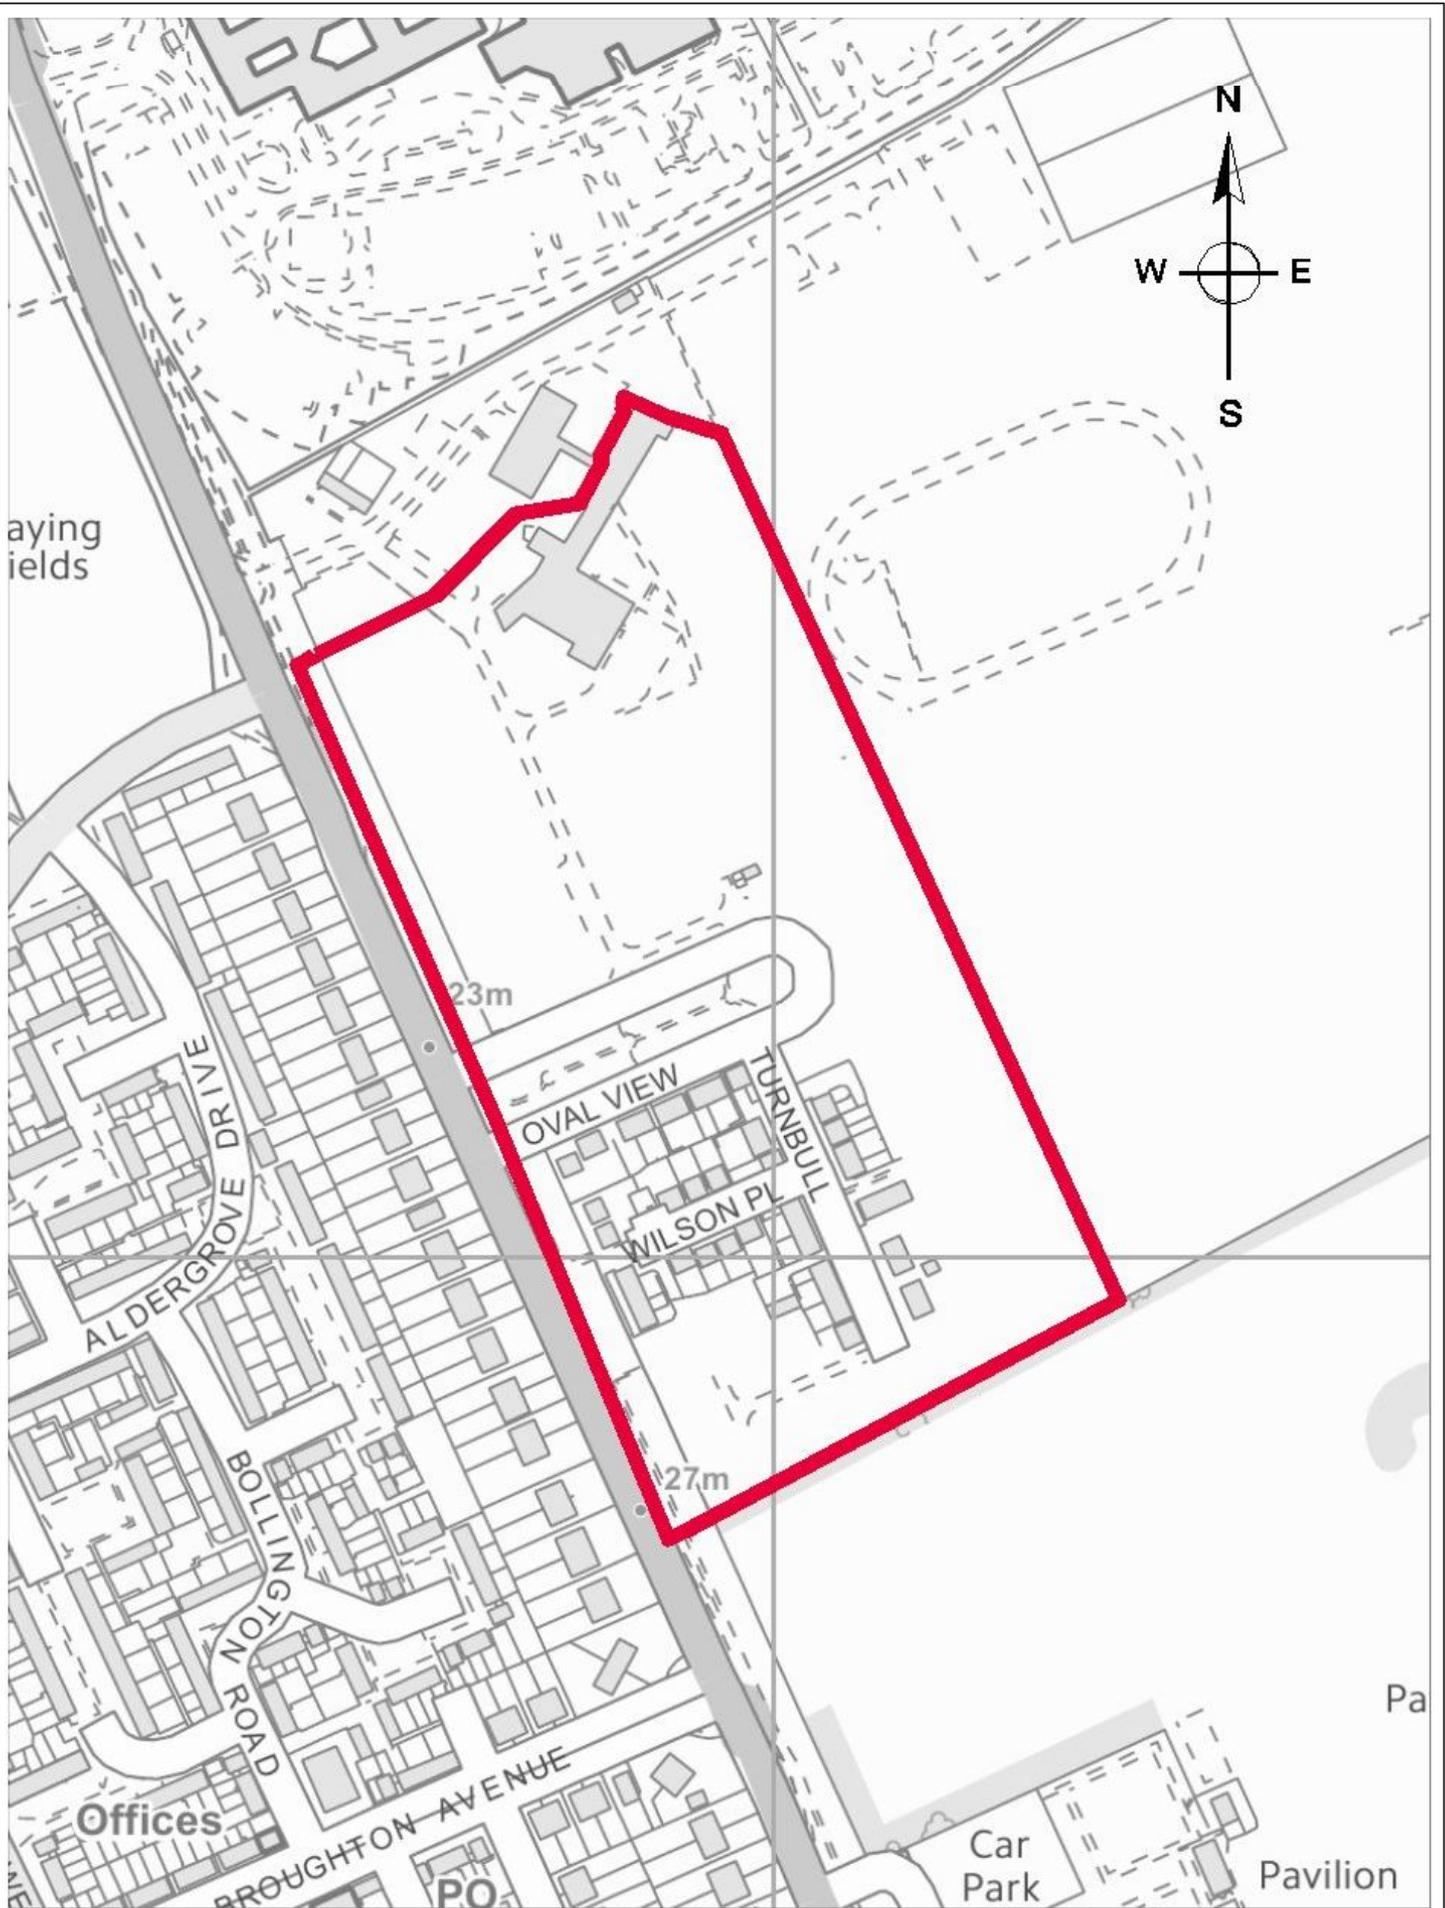 N
W E
S
aying
ields
23m
OVAL VIEW
TURNBULL
WILSON PL
ALDERGROVE DRIVE
27m
BOLLINGTON ROAD
Pa
Offices
BROUGHTON AVENUE
Car
Park
Pavilion
WE
PO